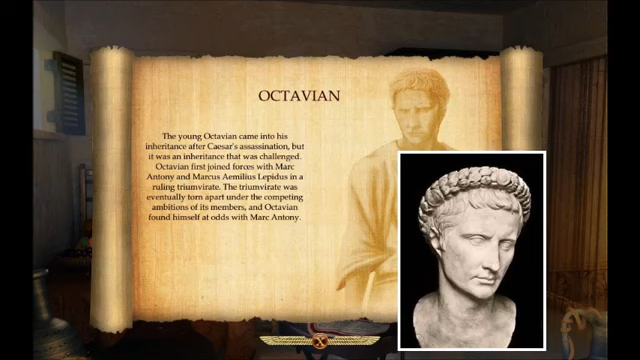 OCTAVIAN
The young Octavian came into his
inheritance after Caesar's assassination, but
it was an inheritance that was challenged.
Octavian first joined forces with Marc
Antony and Marcus Aemilius Lepidus in a
ruling triumvirate. The triumvirate was
eventually torn apart under the competing
ambitions of its members, and Octavian
found himself at odds with Marc Antony.